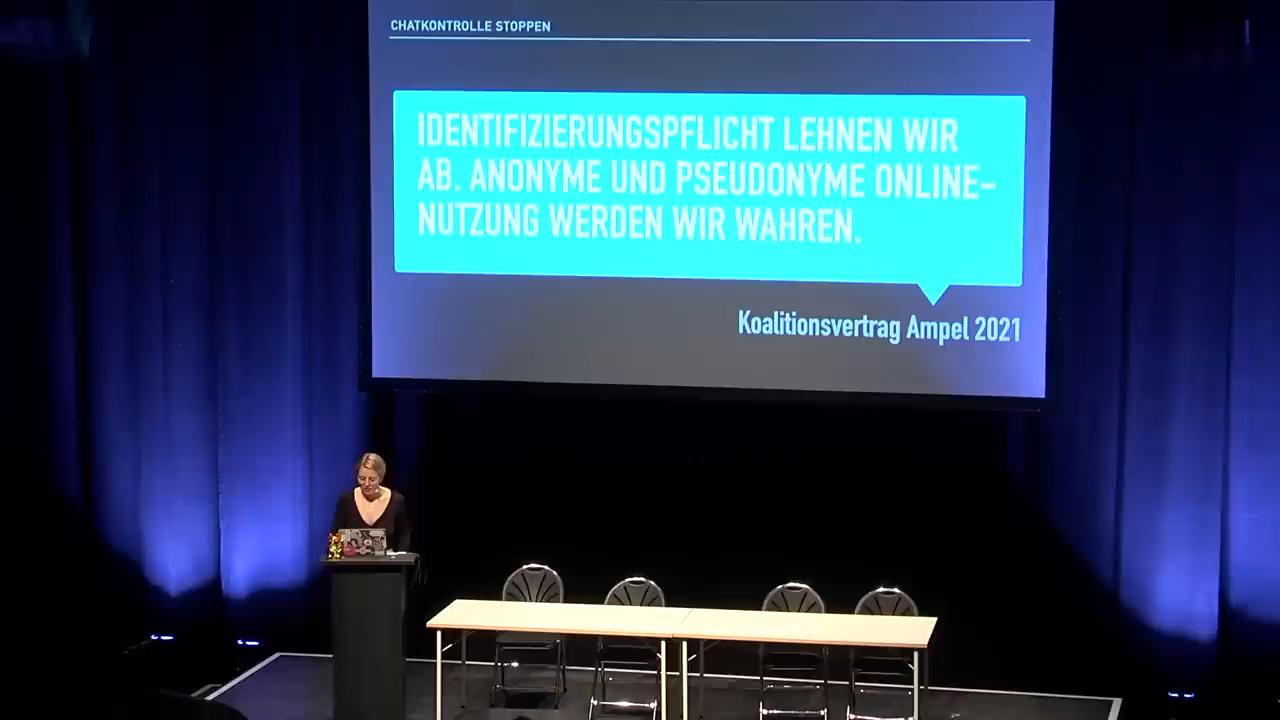 CHATKONTROLLE STOPPEN
IDENTIFIZIERUNGSPFLICHT LEHNEN WIR
AB. ANONYME UND PSEUDONYME ONLINE-
NUTZUNG WERDEN WIR WAHREN.
Koalitionsvertrag Ampel 2021